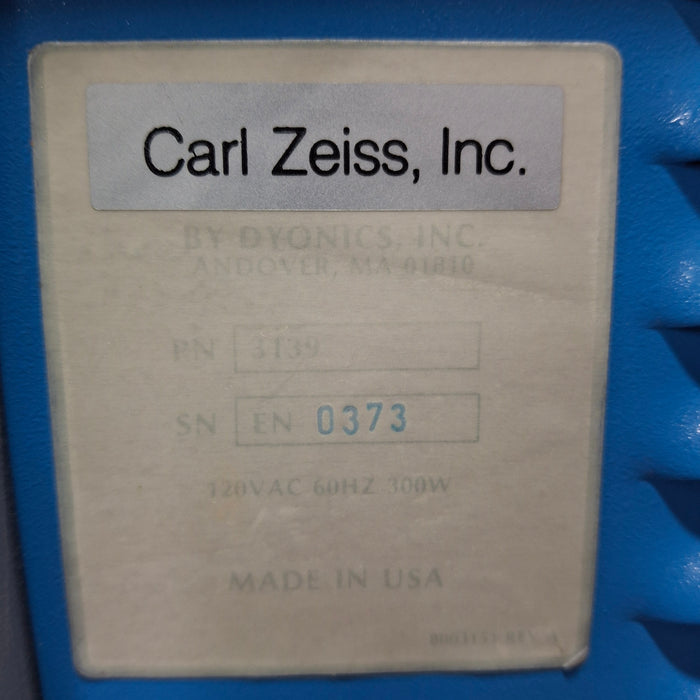 Carl Zeiss, Inc.
BY DYONICS, INC.
ANDOVER, MA 01810
PN 3139
SN EN 0373
120VAC 60HZ 300W
MADE IN USA
REV